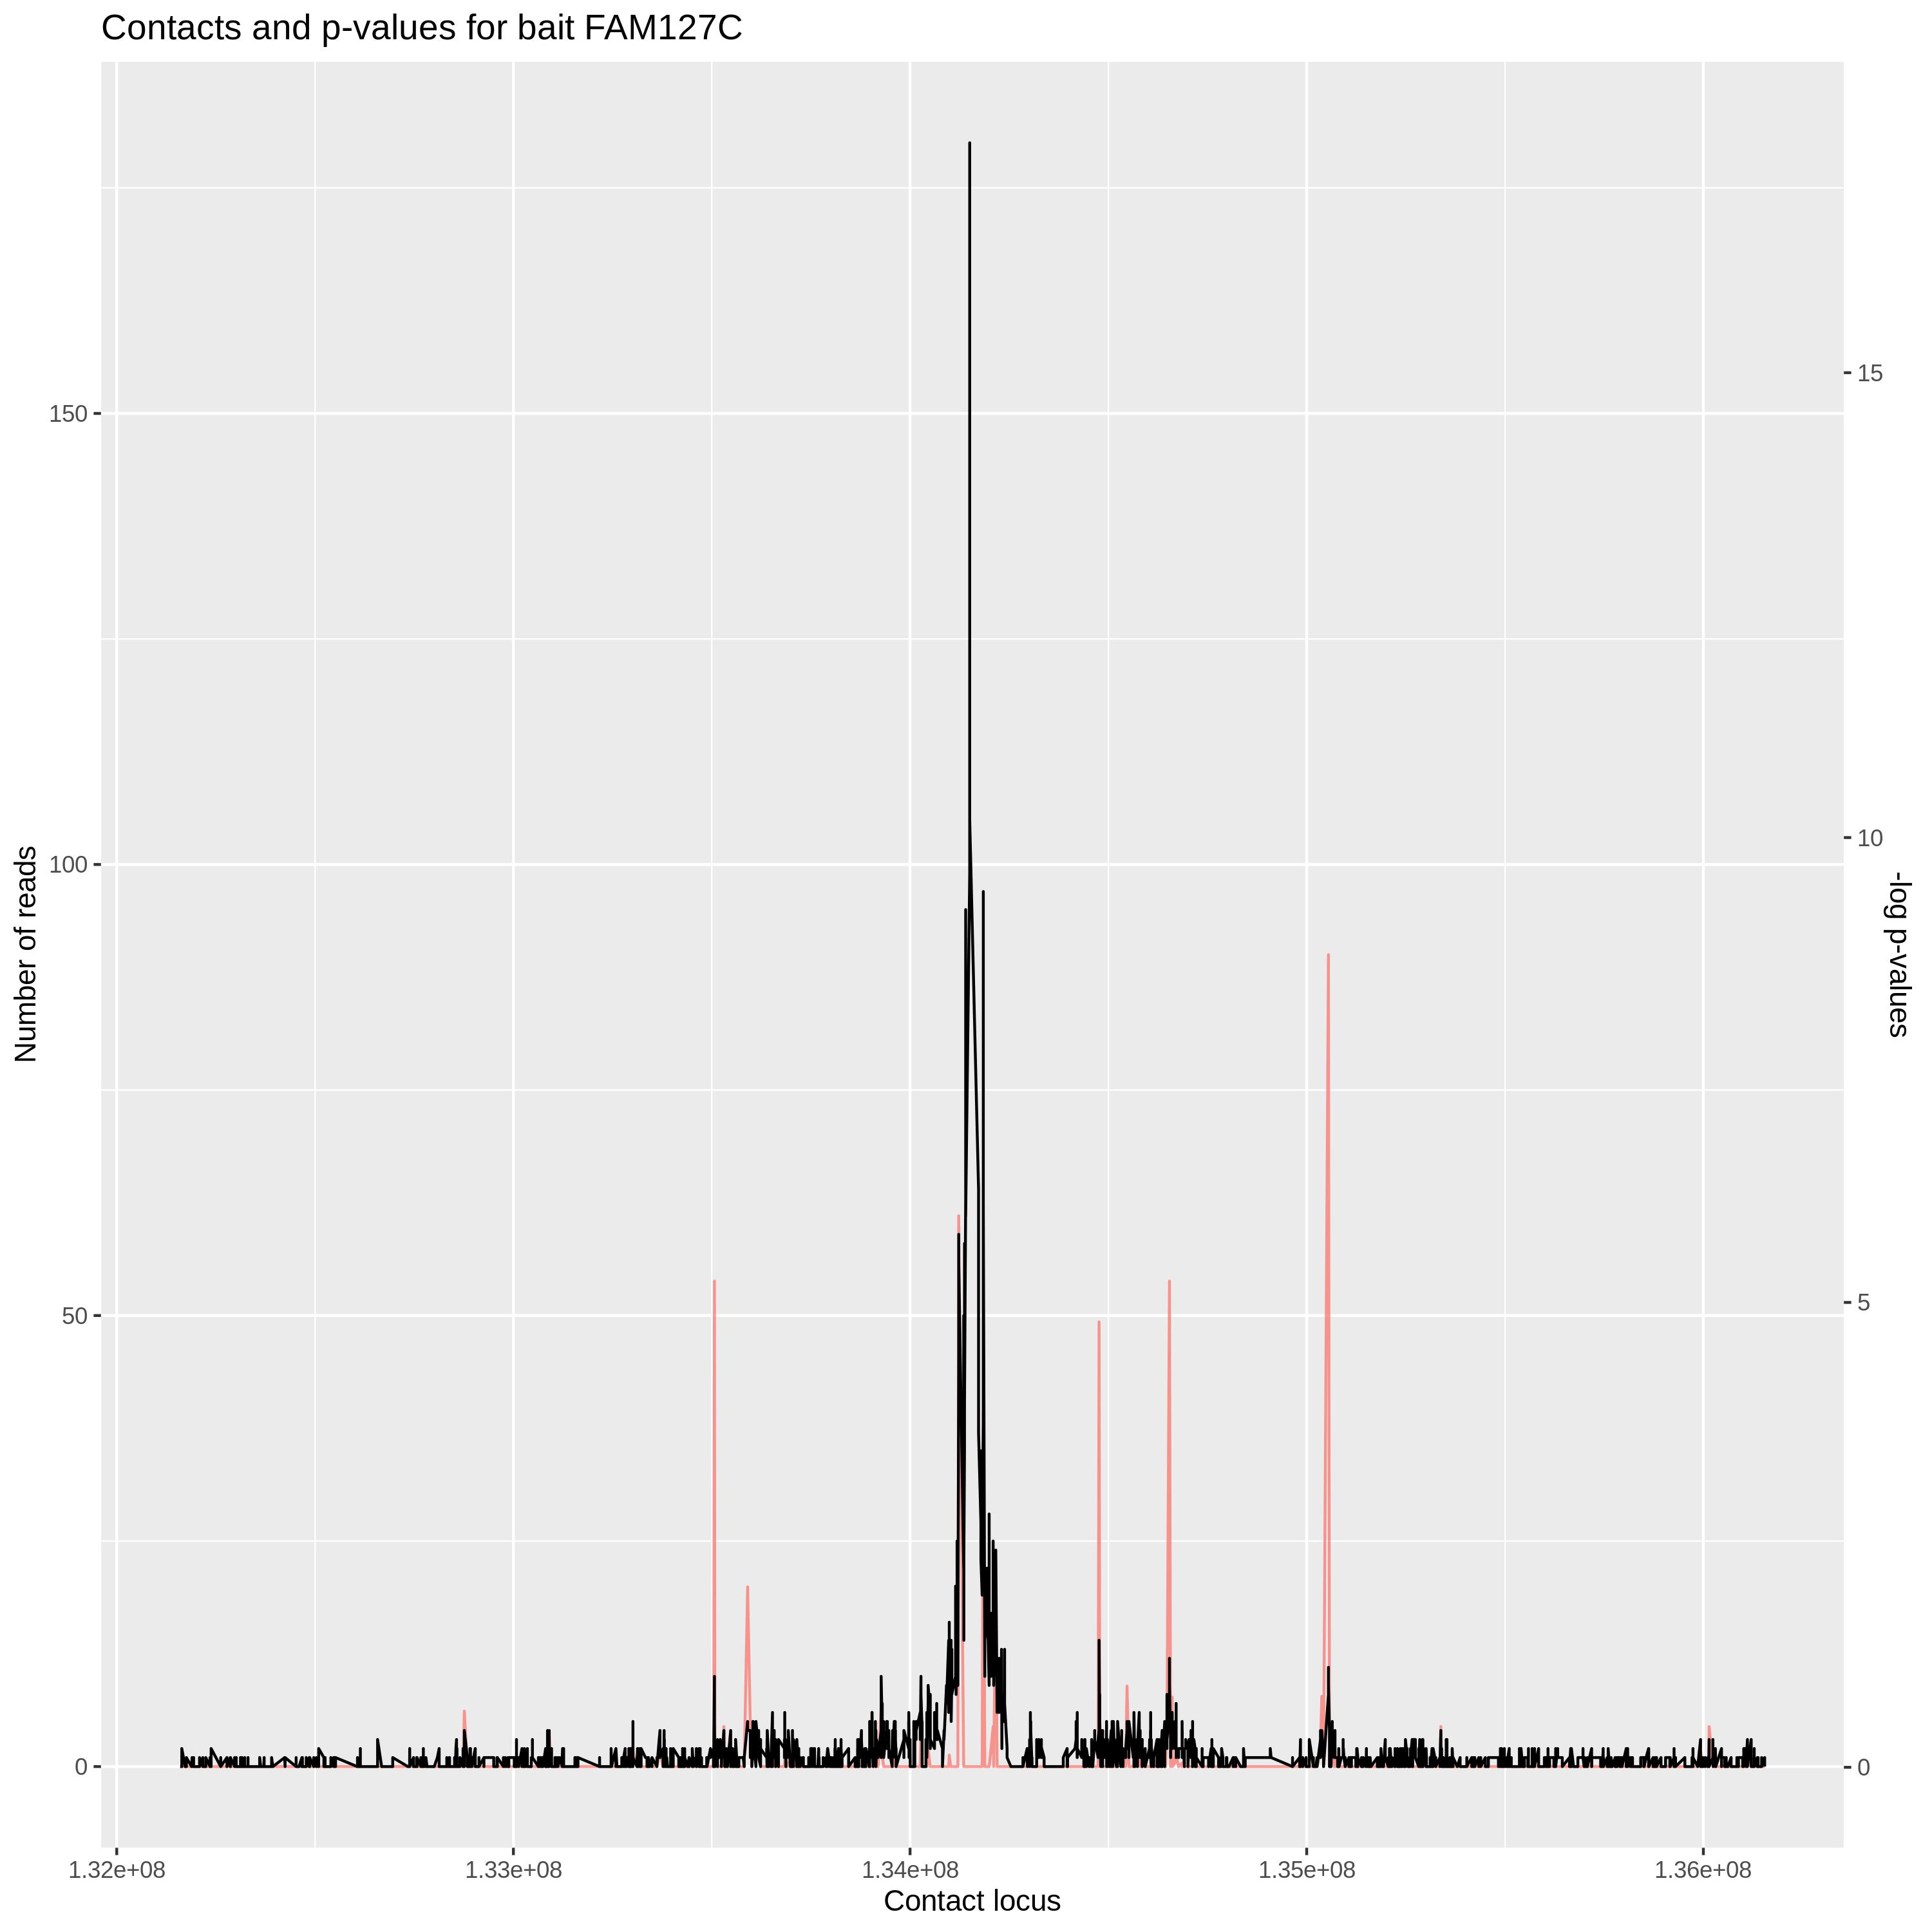 Contacts and p-values for bait FAM127C
Number of reads
150
100
50
0
15
10
5
0
-log p-values
1.32e+08 1.33e+08 1.34e+08 1.35e+08 1.36e+08
Contact locus